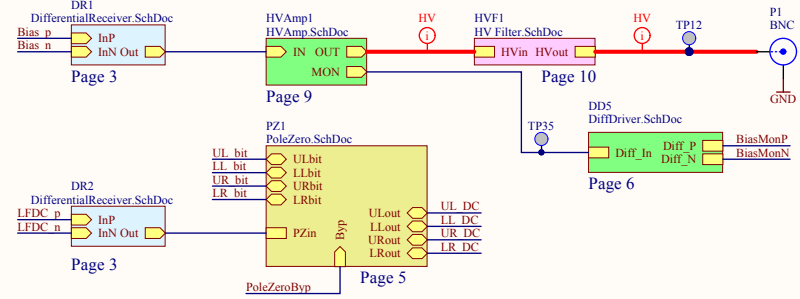 DR1
DifferentialReceiver.SchDoc
Bias_p
Bias_n
InP
InN Out
Page 3
HVAmp1
HVAmp.SchDoc
IN OUT
MON
Page 9
HV
i
HVF1
HV Filter.SchDoc
HVin HVout
Page 10
HV
i
TP12
P1
BNC
GND
TP35
DD5
DiffDriver.SchDoc
Diff_In
Diff_P
Diff_N
BiasMonP
BiasMonN
Page 6
PZ1
PoleZero.SchDoc
UL_bit
LL_bit
UR_bit
LR_bit
ULbit
LLbit
URbit
LRbit
ULout
LLout
URout
LRout
UL_DC
LL_DC
UR_DC
LR_DC
PZin
Byp
Page 5
PoleZeroByp
DR2
DifferentialReceiver.SchDoc
LFDC_p
LFDC_n
InP
InN Out
Page 3